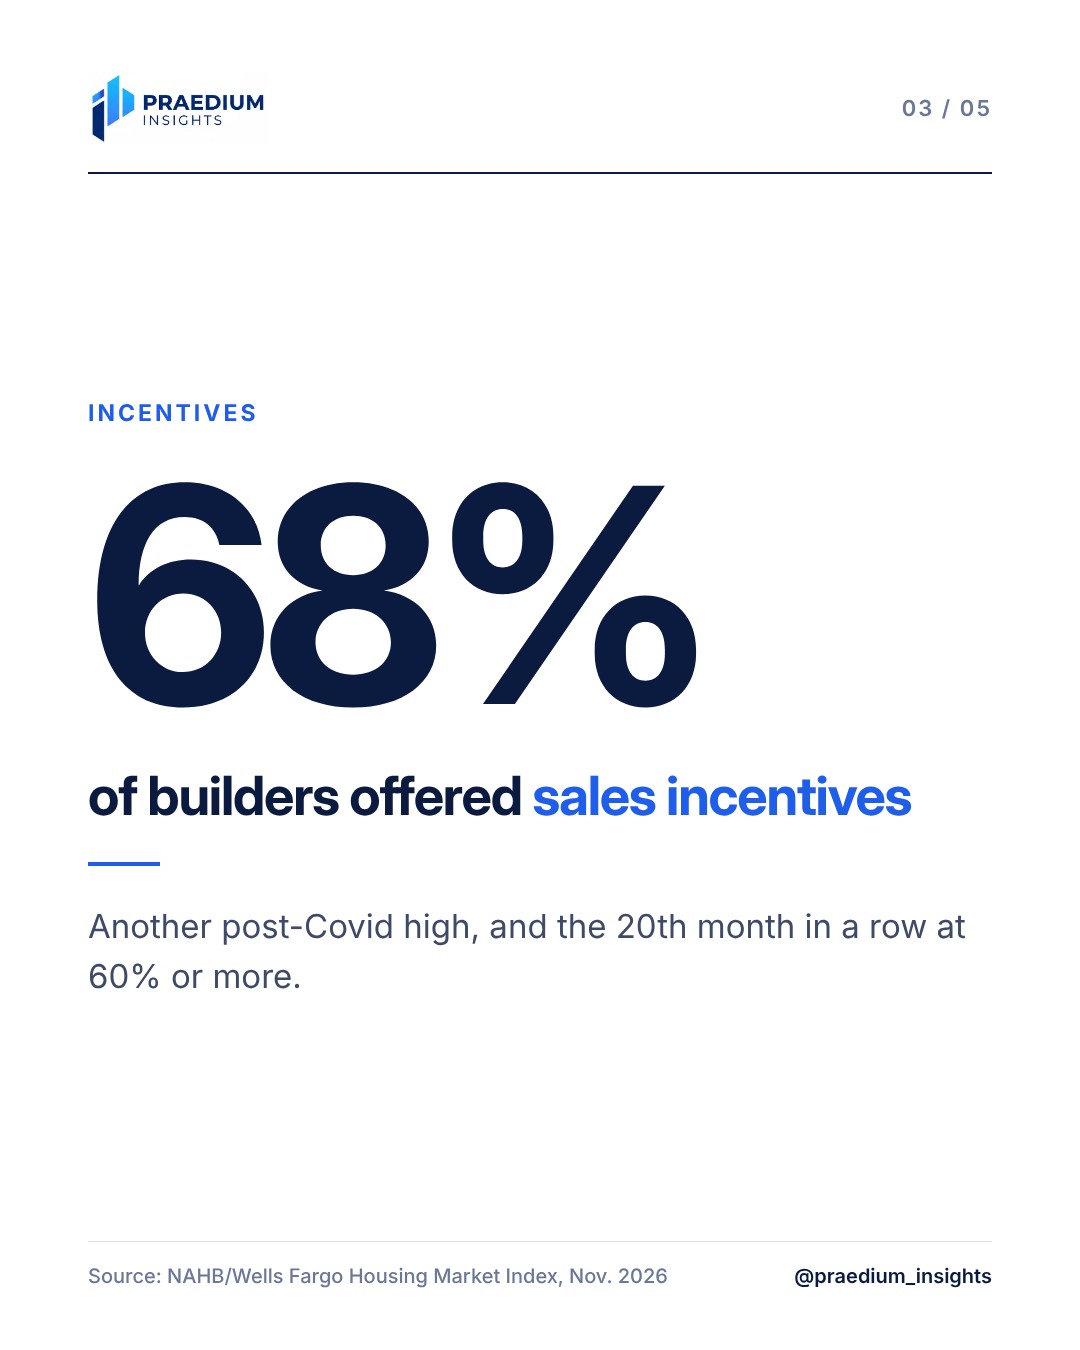 PRAEDIUM
INSIGHTS
03 / 05
INCENTIVES
68%
of builders offered sales incentives
Another post-Covid high, and the 20th month in a row at
60% or more.
Source: NAHB/Wells Fargo Housing Market Index, Nov. 2026
@praedium_insights